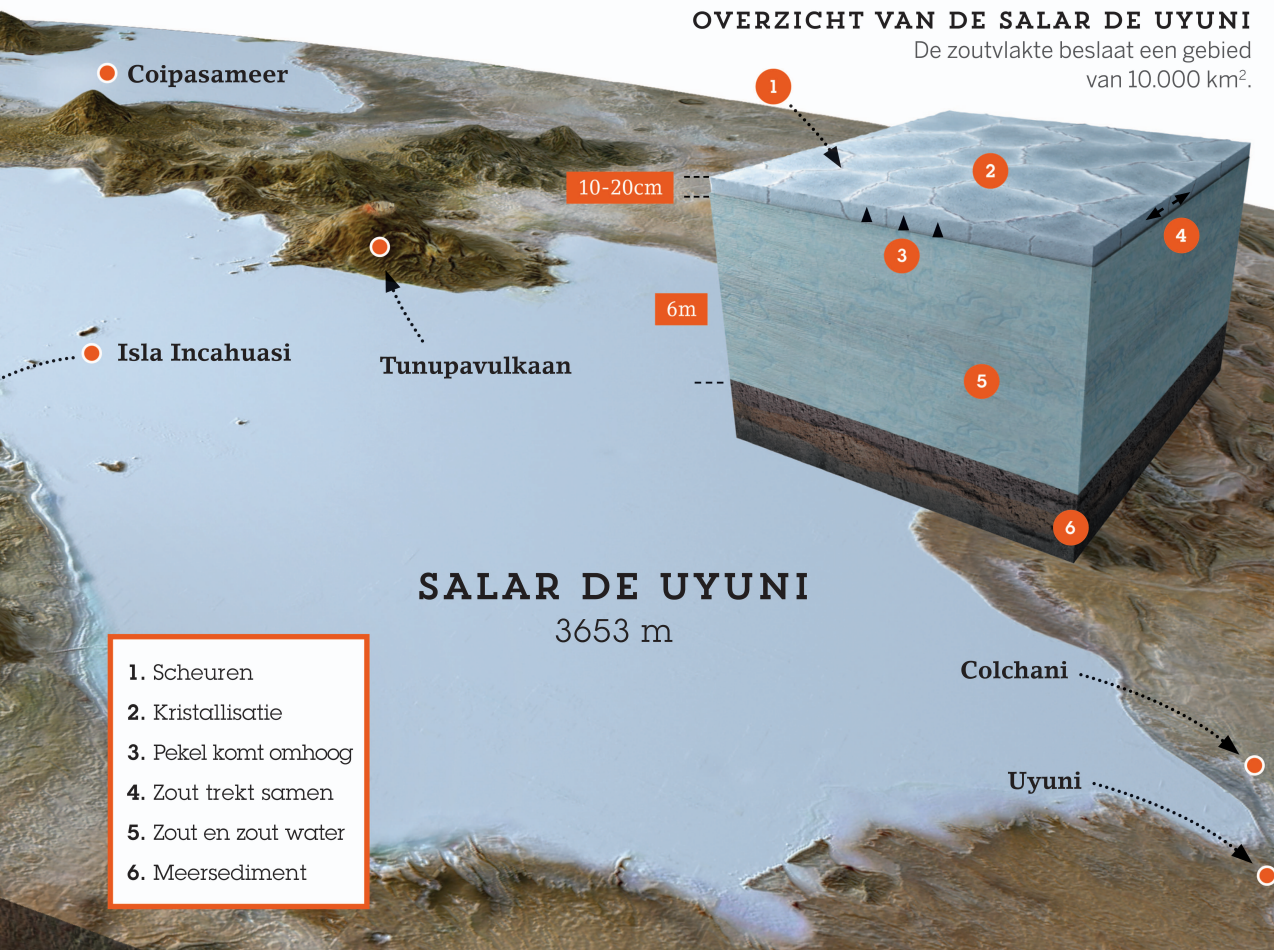 OVERZICHT VAN DE SALAR DE UYUNI
De zoutvlakte beslaat een gebied
van 10.000 km².
Coipasameer
1
2
10-20cm
3
4
6m
Isla Incahuasi
Tunupavulkaan
5
6
SALAR DE UYUNI
3653 m
Colchani
Uyuni
1. Scheuren
2. Kristallisatie
3. Pekel komt omhoog
4. Zout trekt samen
5. Zout en zout water
6. Meersediment